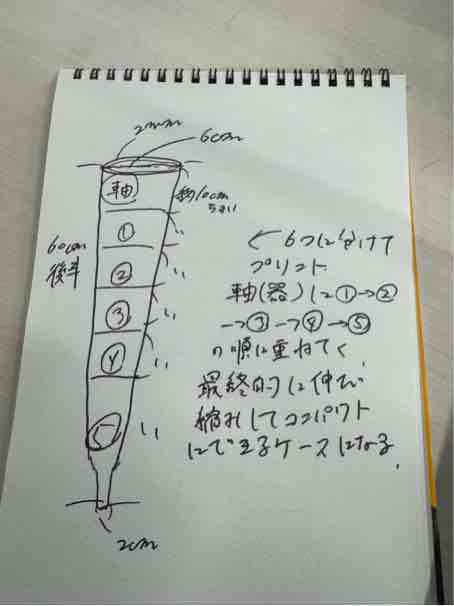 2mm
6cm
軸
約10cm
ちょい
①
60cm
後半
②
③
④
⑤
2cm
←6つに分けて
プリント
軸(器)に①→②
→③→④→⑤
の順に重ねてく
最終的に伸び
縮みしてコンパクト
にできるケースになる